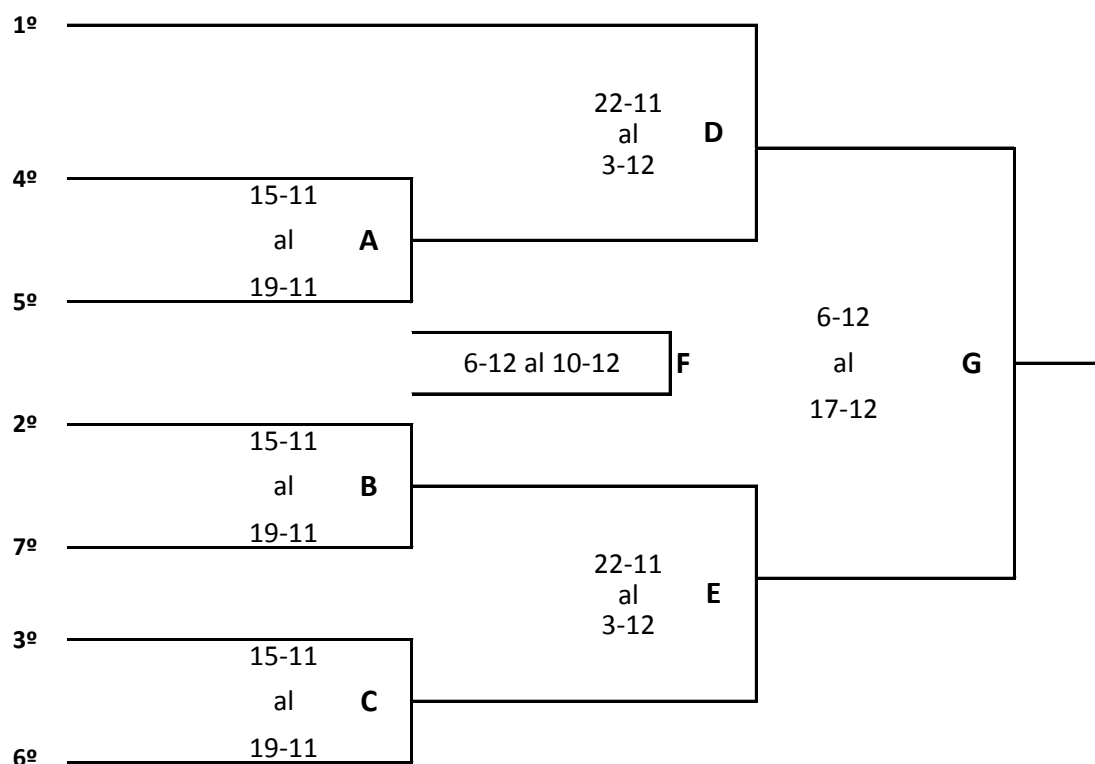 1º
22-11
al
3-12
D
4º
15-11
al
19-11
A
5º
6-12
al
17-12
G
6-12 al 10-12
F
2º
15-11
al
19-11
B
7º
22-11
al
3-12
E
3º
15-11
al
19-11
C
6º